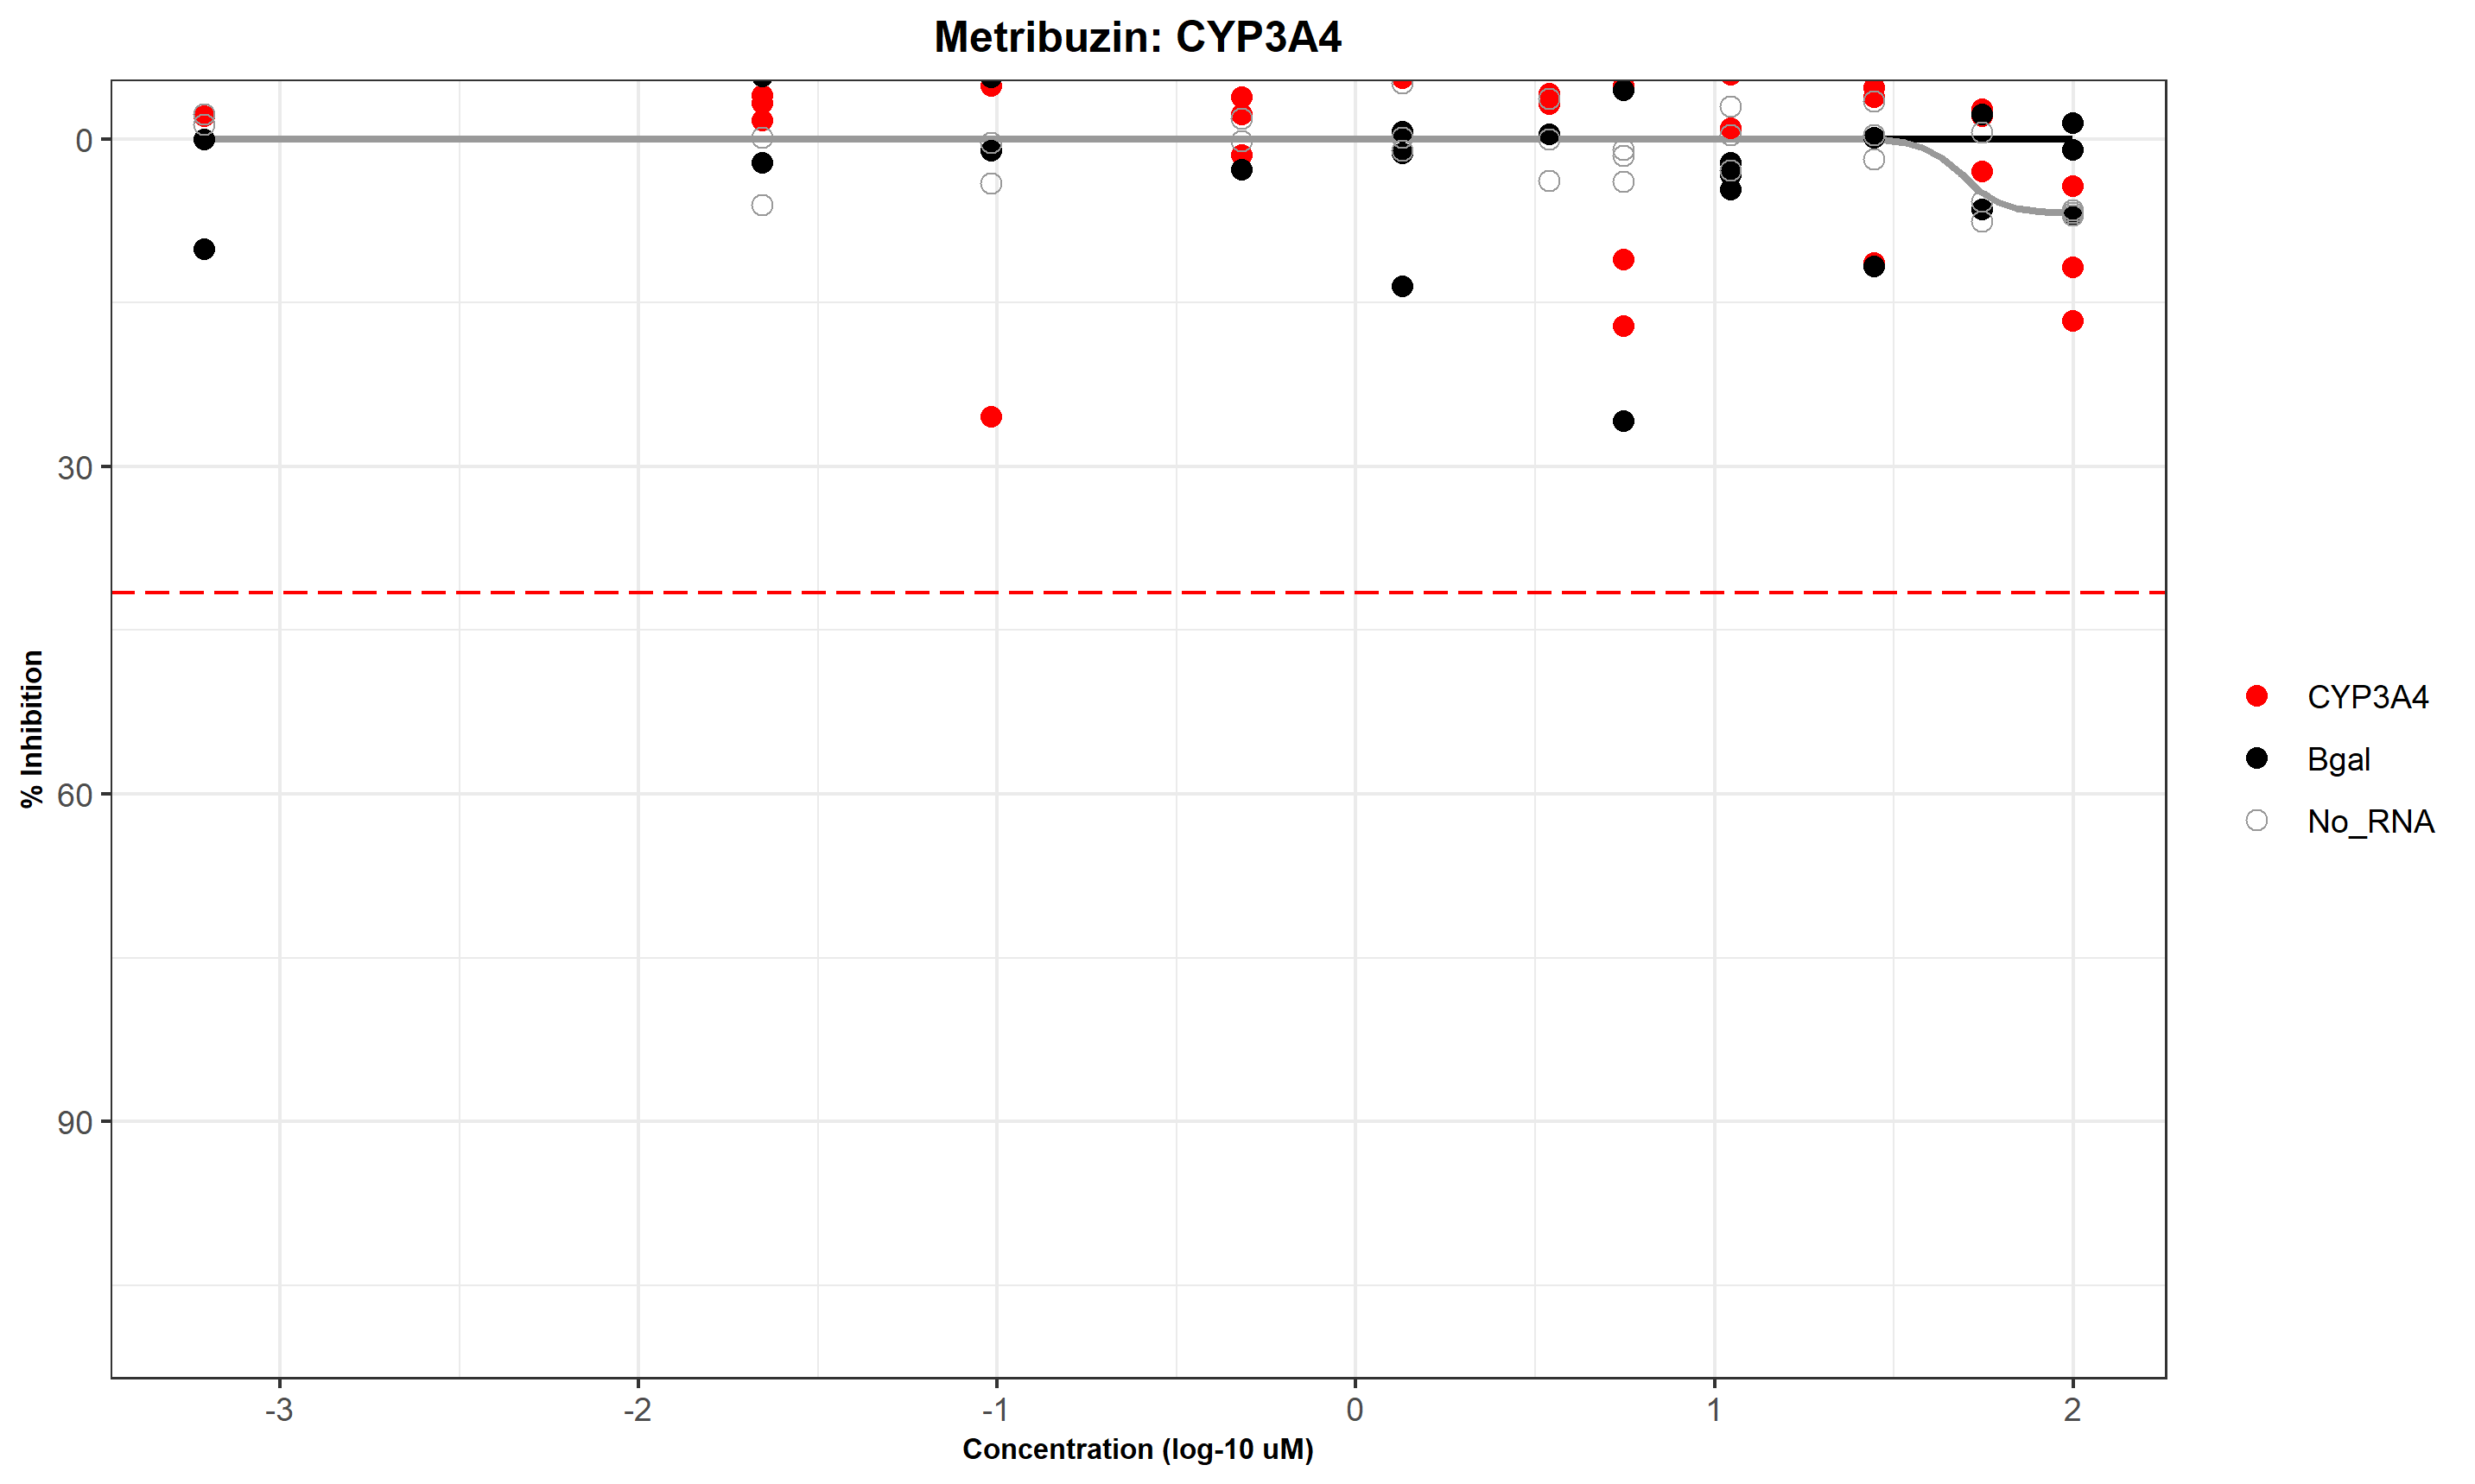 Metribuzin: CYP3A4
% Inhibition
0
30
60
90
-3
-2
-1
0
1
2
Concentration (log-10 uM)
CYP3A4
Bgal
No_RNA